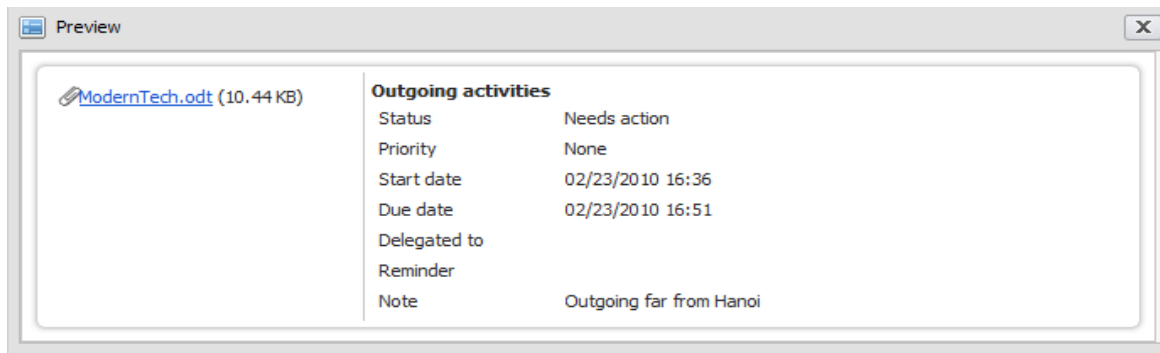 Preview
X
ModernTech.odt (10.44 KB)
Outgoing activities
Status Needs action
Priority None
Start date 02/23/2010 16:36
Due date 02/23/2010 16:51
Delegated to
Reminder
Note Outgoing far from Hanoi